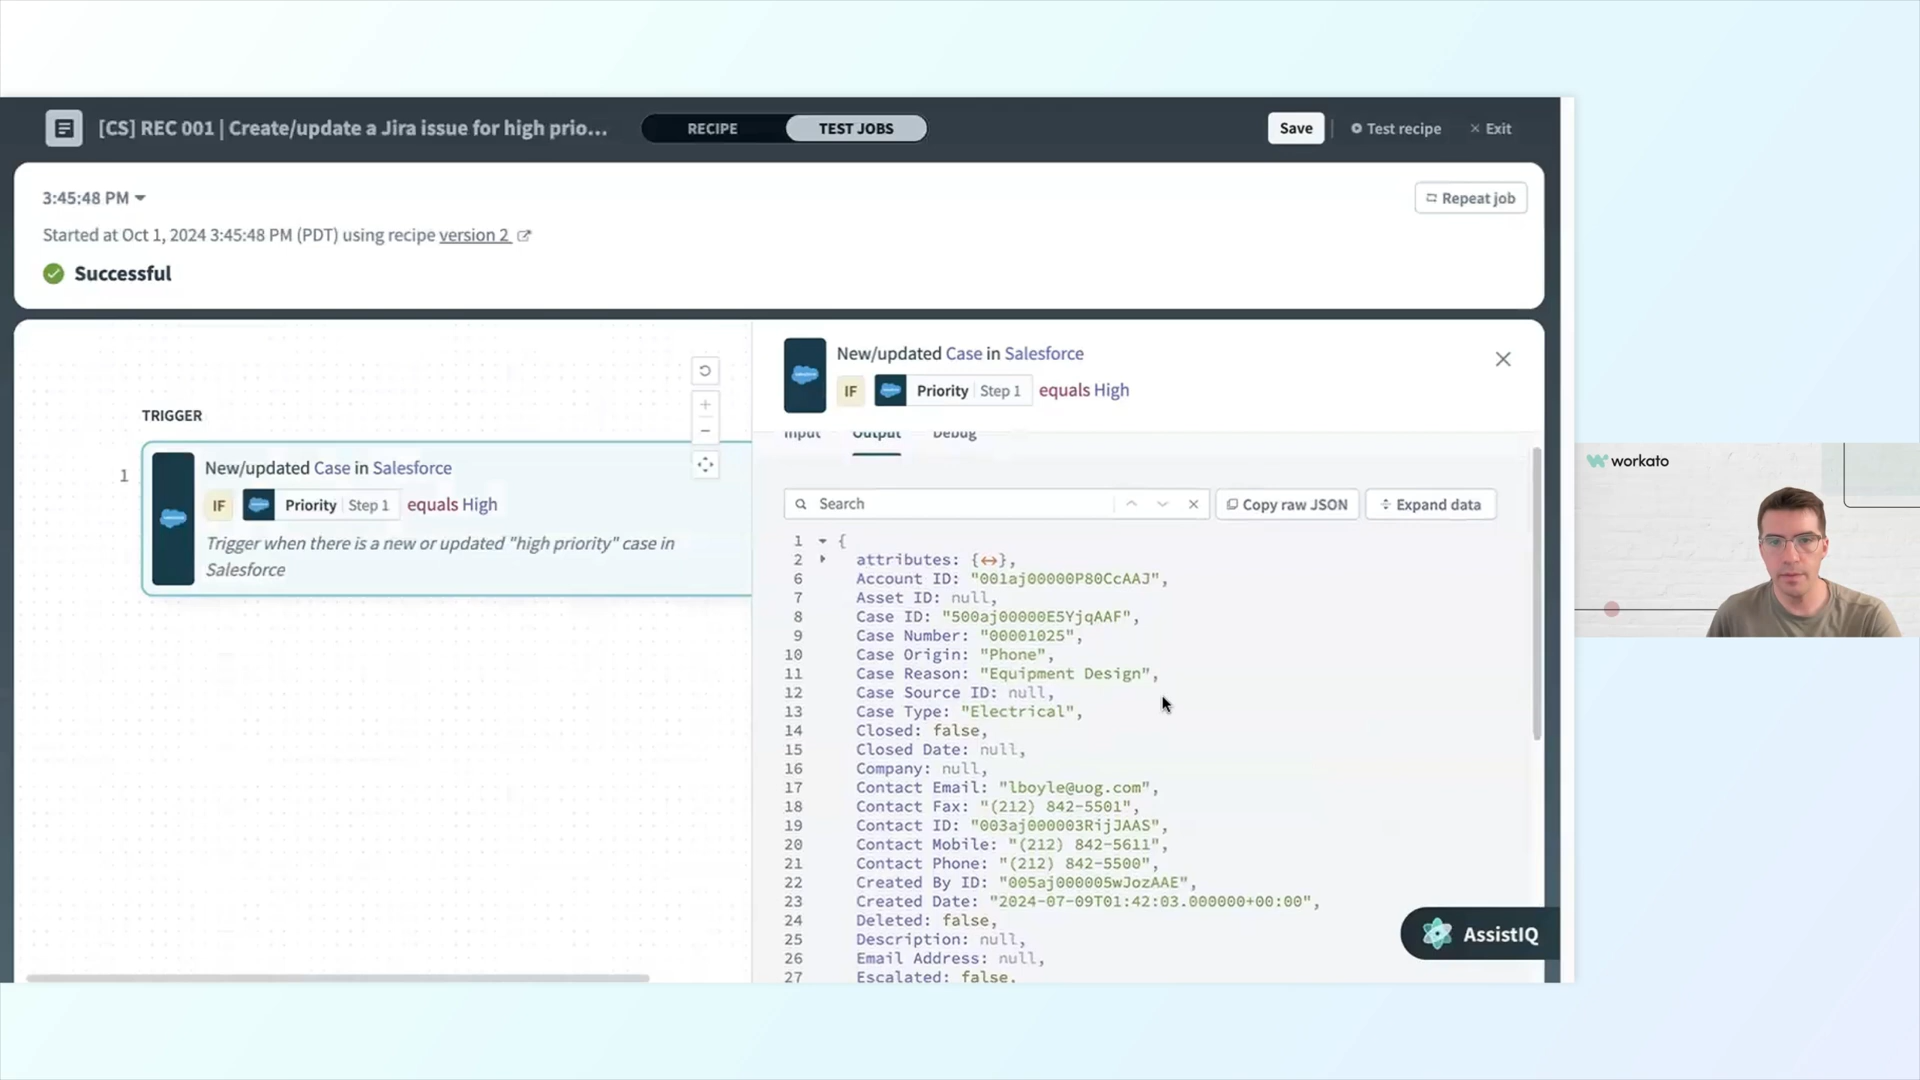 [CS] REC 001 | Create/update a Jira issue for high prio...
RECIPE
TEST JOBS
Save
Test recipe
Exit
3:45:48 PM
Repeat job
Started at Oct 1, 2024 3:45:48 PM (PDT) using recipe version 2
Successful
TRIGGER
1
New/updated Case in Salesforce
IF Priority | Step 1 equals High
Trigger when there is a new or updated "high priority" case in
Salesforce
New/updated Case in Salesforce
IF Priority | Step 1 equals High
Input Output Debug
Search
Copy raw JSON
Expand data
1 {
2 attributes: {↔},
6 Account ID: "001aj00000P80CcAAJ",
7 Asset ID: null,
8 Case ID: "500aj00000E5YjqAAF",
9 Case Number: "00001025",
10 Case Origin: "Phone",
11 Case Reason: "Equipment Design",
12 Case Source ID: null,
13 Case Type: "Electrical",
14 Closed: false,
15 Closed Date: null,
16 Company: null,
17 Contact Email: "lboyle@uog.com",
18 Contact Fax: "(212) 842-5501",
19 Contact ID: "003aj000003RijJAAS",
20 Contact Mobile: "(212) 842-5611",
21 Contact Phone: "(212) 842-5500",
22 Created By ID: "005aj000005wJozAAE",
23 Created Date: "2024-07-09T01:42:03.000000+00:00",
24 Deleted: false,
25 Description: null,
26 Email Address: null,
27 Escalated: false,
AssistIQ
workato